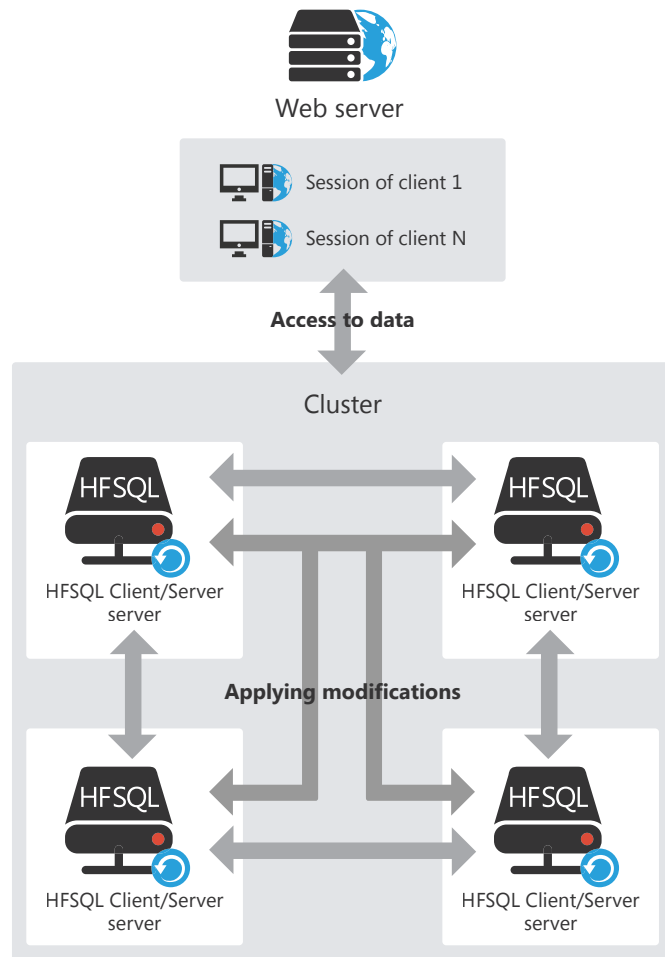 Web server
Session of client 1
Session of client N
Access to data
Cluster
HFSQL
HFSQL Client/Server
server
HFSQL
HFSQL Client/Server
server
Applying modifications
HFSQL
HFSQL Client/Server
server
HFSQL
HFSQL Client/Server
server